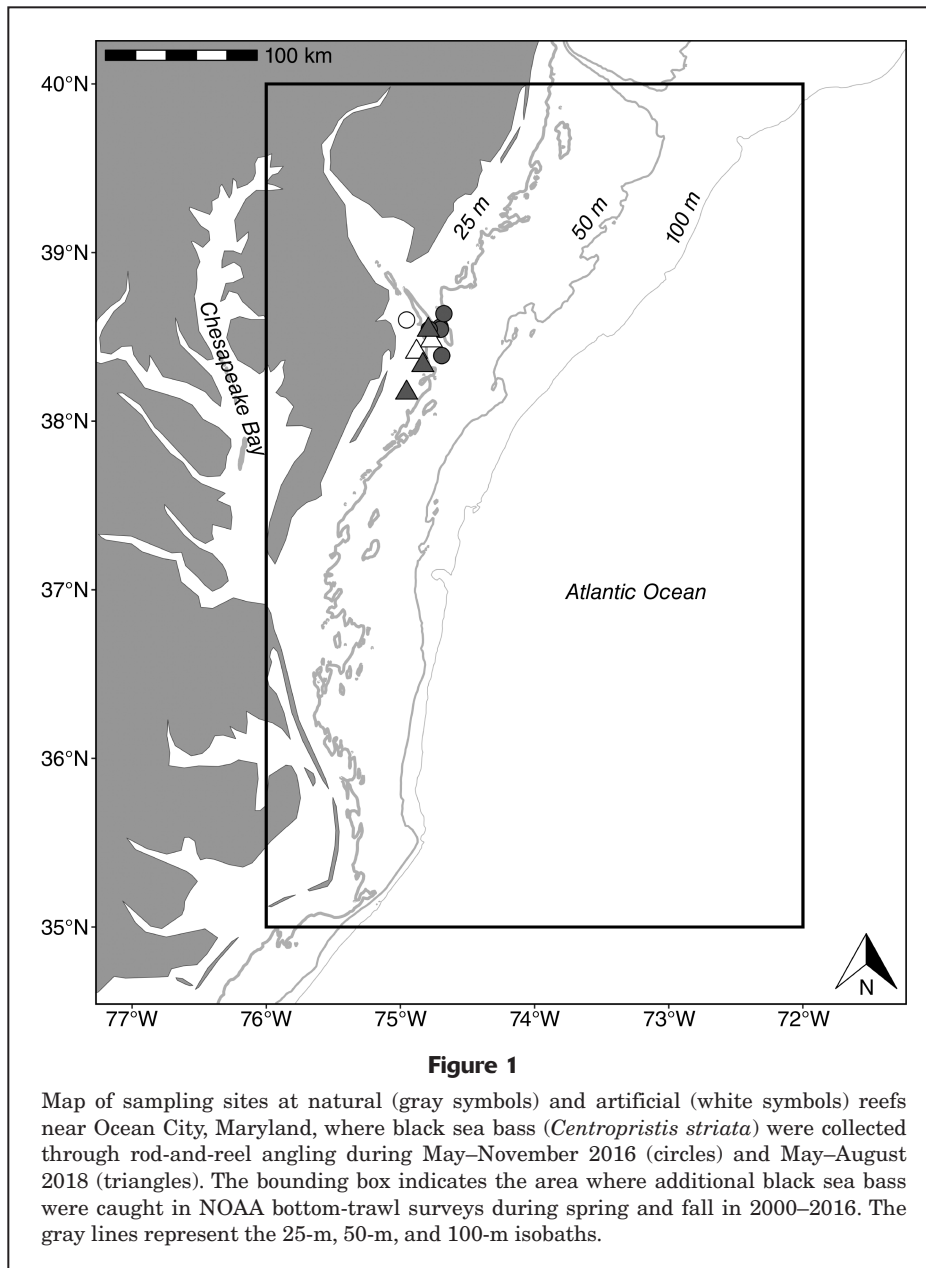 100 km
40°N
39°N
38°N
37°N
36°N
35°N
25 m
50 m
100 m
Chesapeake Bay
Atlantic Ocean
N
77°W 76°W 75°W 74°W 73°W 72°W
Figure 1
Map of sampling sites at natural (gray symbols) and artificial (white symbols) reefs
near Ocean City, Maryland, where black sea bass (Centropristis striata) were collected
through rod-and-reel angling during May–November 2016 (circles) and May–August
2018 (triangles). The bounding box indicates the area where additional black sea bass
were caught in NOAA bottom-trawl surveys during spring and fall in 2000–2016. The
gray lines represent the 25-m, 50-m, and 100-m isobaths.